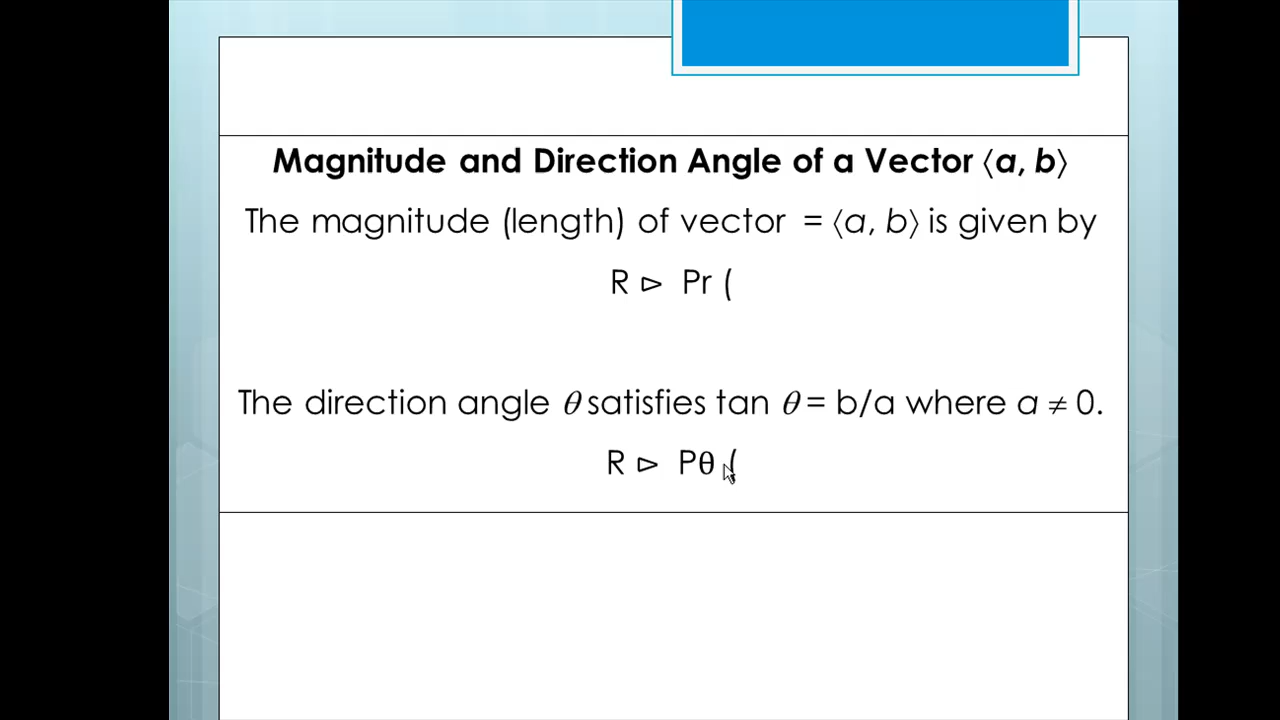 Magnitude and Direction Angle of a Vector ⟨a, b⟩
The magnitude (length) of vector = ⟨a, b⟩ is given by
R ⊳ Pr (
The direction angle θ satisfies tan θ = b/a where a ≠ 0.
R ⊳ Pθ (